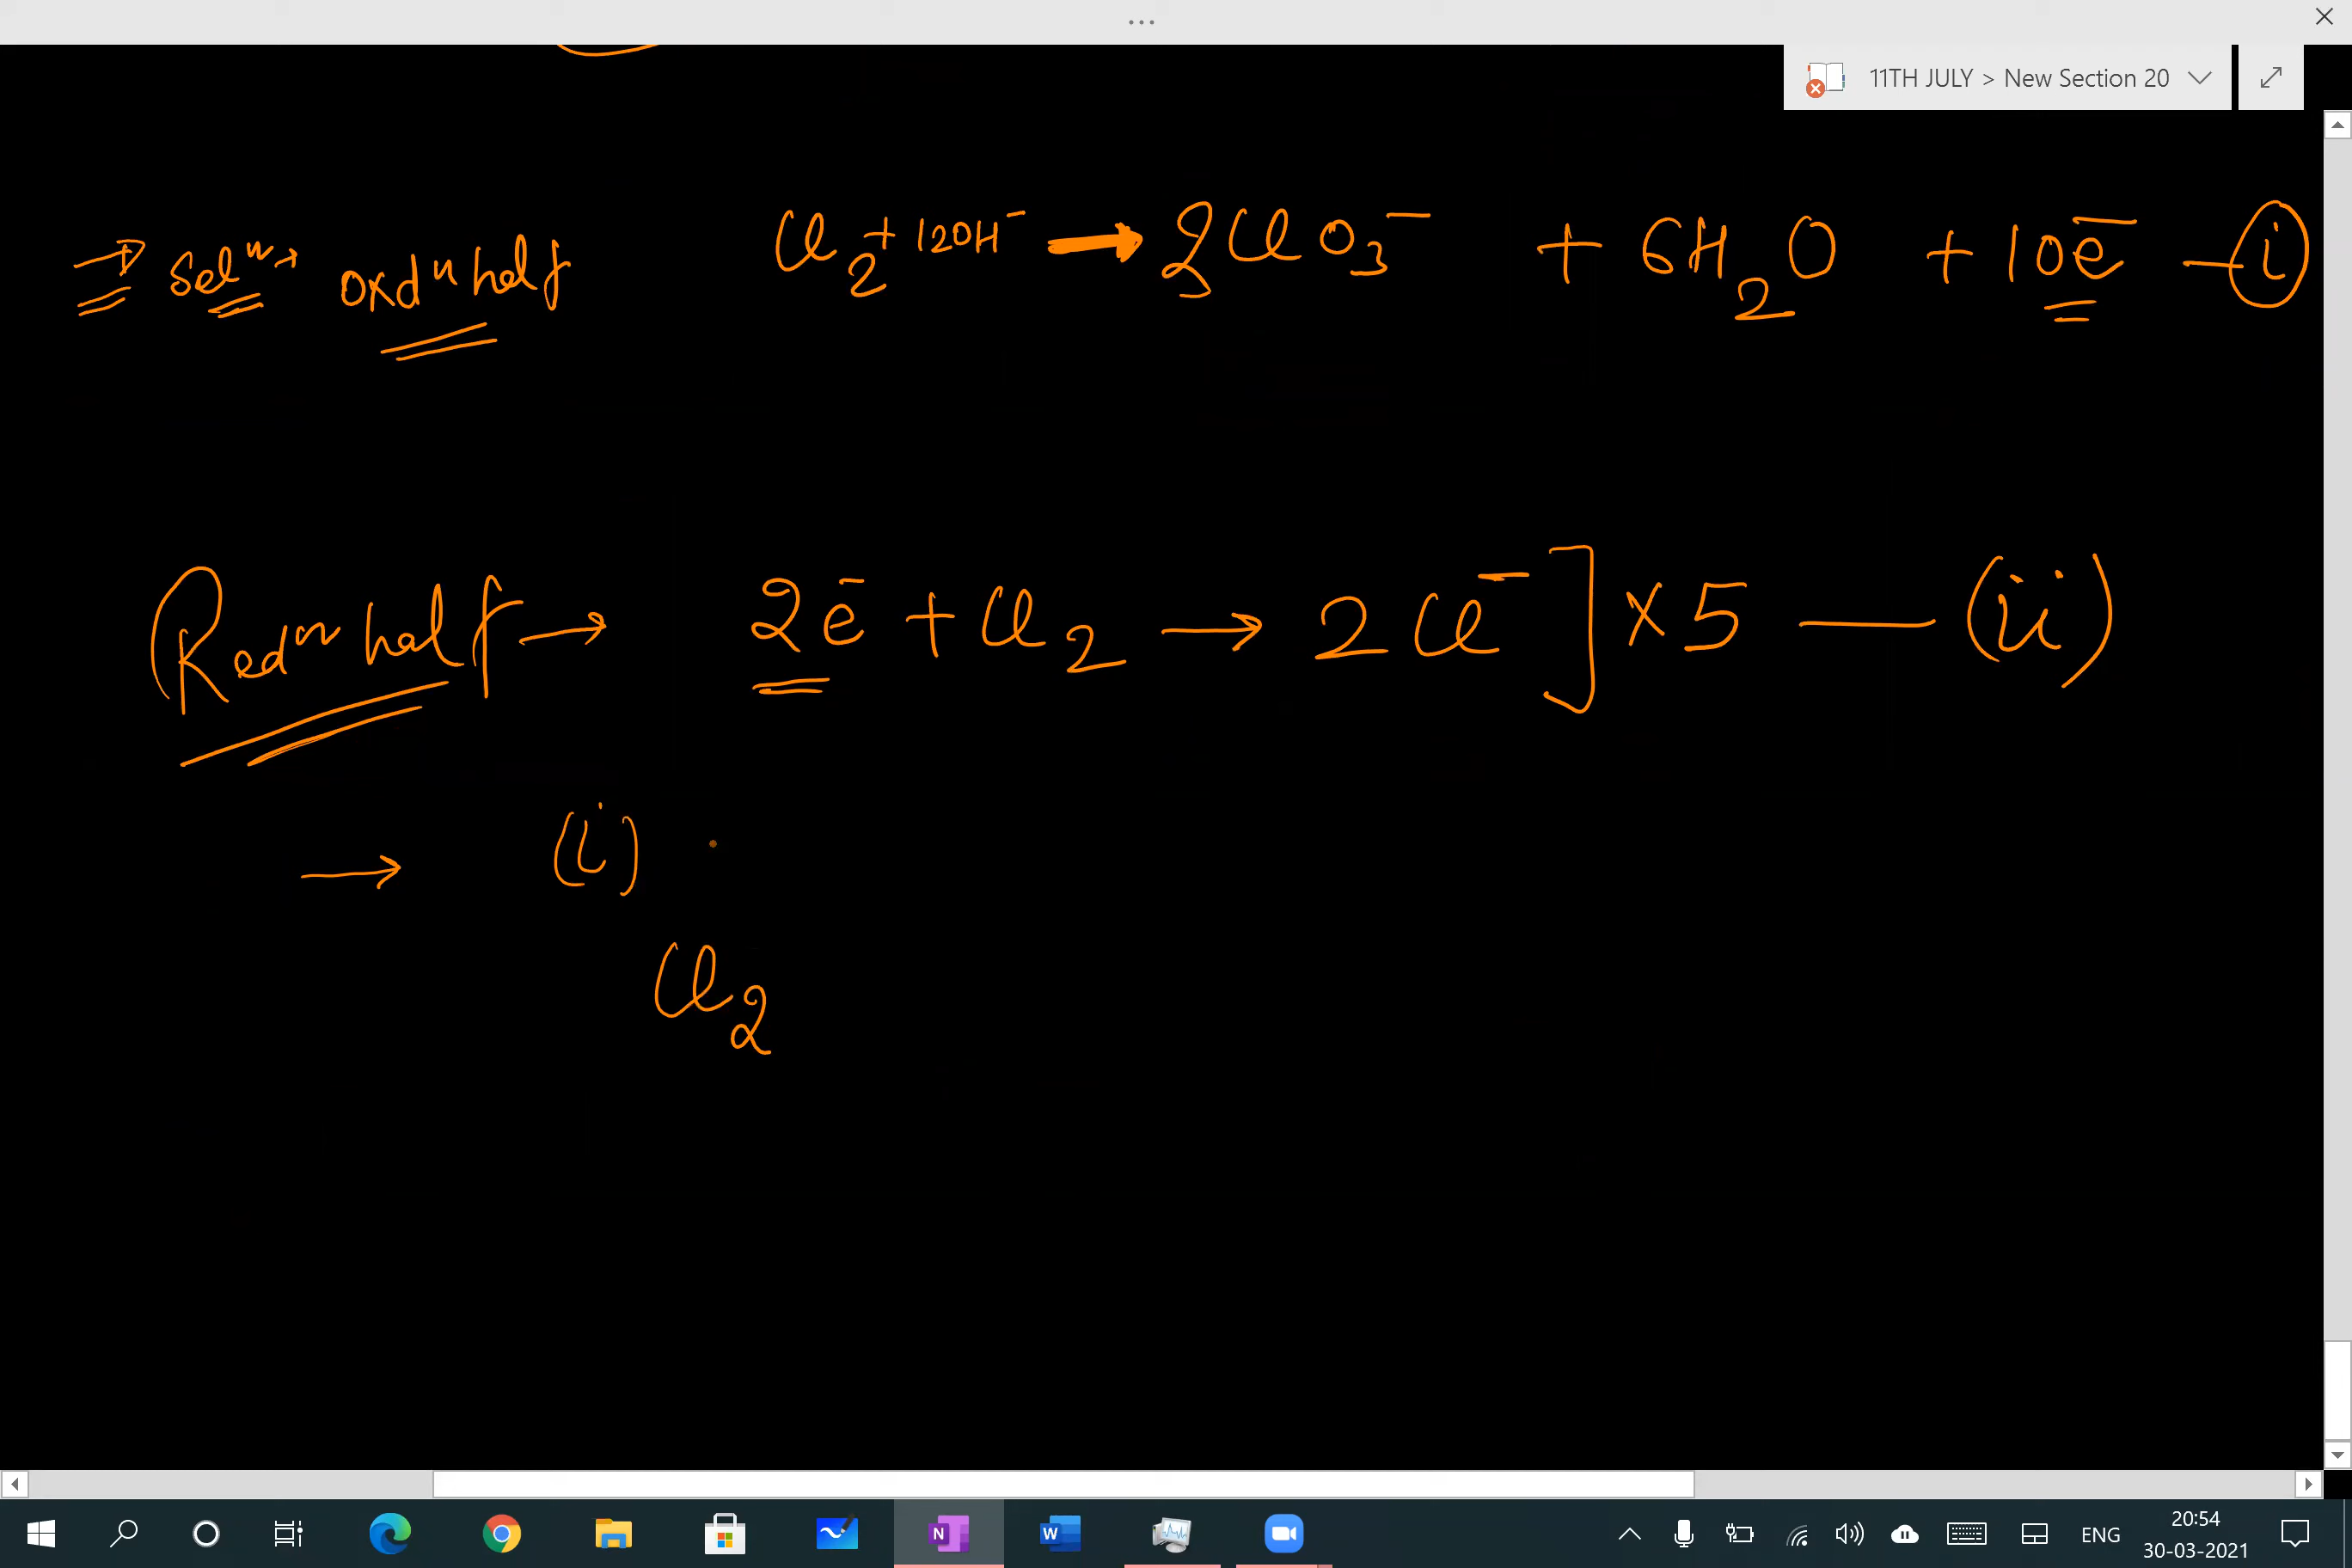 ...
11TH JULY > New Section 20
⇒ Solⁿ → oxdⁿ half Cl₂ + 12OH⁻ → 2ClO₃⁻ + 6H₂O + 10e⁻ — (i)
Redⁿ half → 2e⁻ + Cl₂ → 2Cl⁻ ] × 5 — (ii)
→ (i)
Cl₂
ENG
20:54
30-03-2021